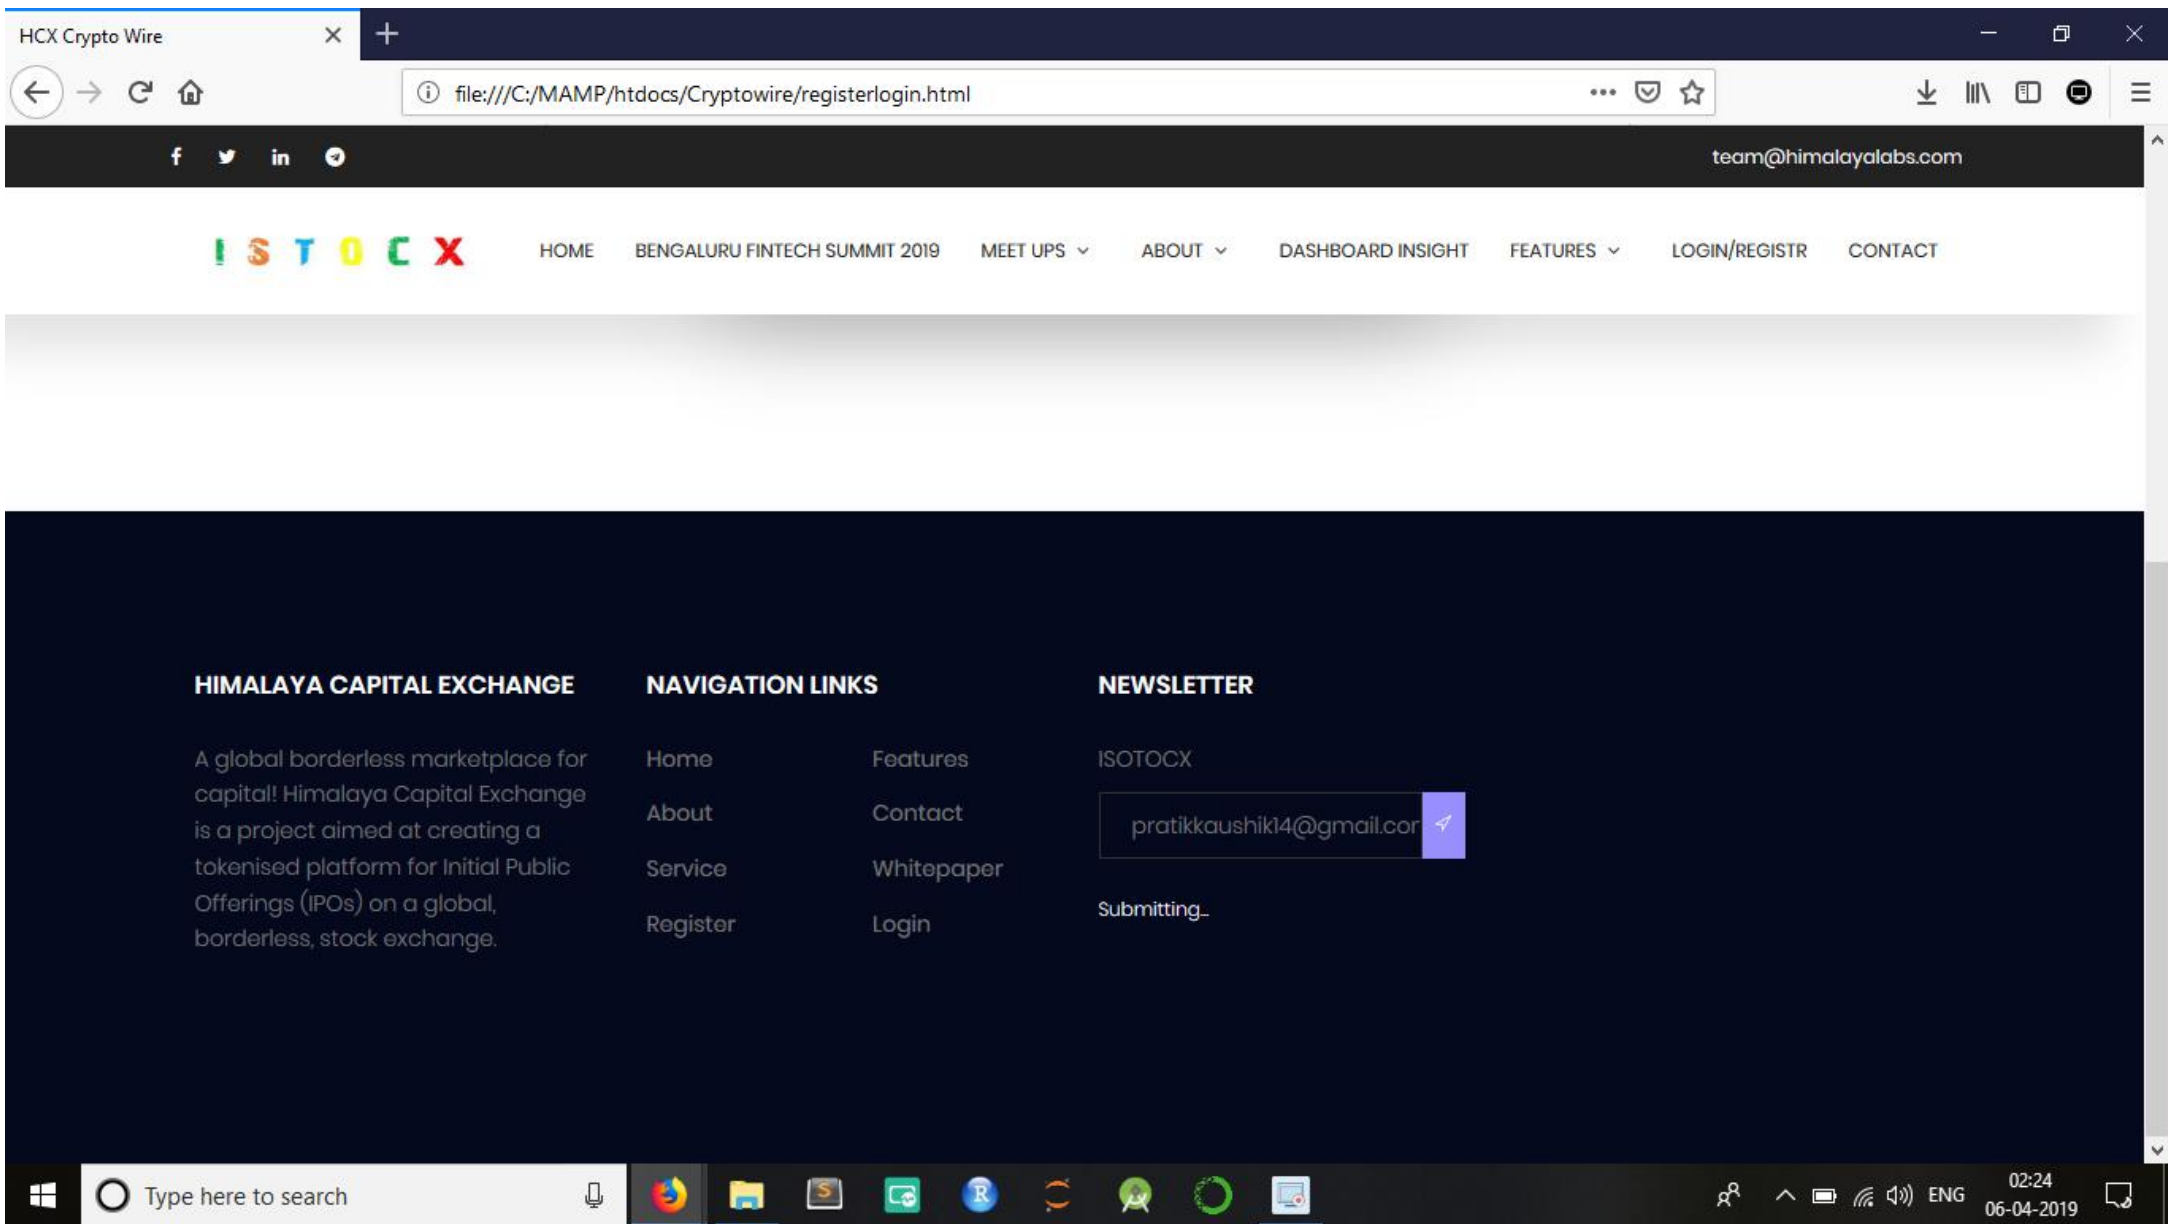 HCX Crypto Wire
file:///C:/MAMP/htdocs/Cryptowire/registerlogin.html
f in
team@himalayalabs.com
ISTOCX HOME BENGALURU FINTECH SUMMIT 2019 MEET UPS ABOUT DASHBOARD INSIGHT FEATURES LOGIN/REGISTR CONTACT
HIMALAYA CAPITAL EXCHANGE
A global borderless marketplace for
capital! Himalaya Capital Exchange
is a project aimed at creating a
tokenised platform for Initial Public
Offerings (IPOs) on a global,
borderless, stock exchange.
NAVIGATION LINKS
Home Features
About Contact
Service Whitepaper
Register Login
NEWSLETTER
ISOTOCX
pratikkaushik14@gmail.cor
Submitting...
Type here to search
S
R
ENG
02:24
06-04-2019